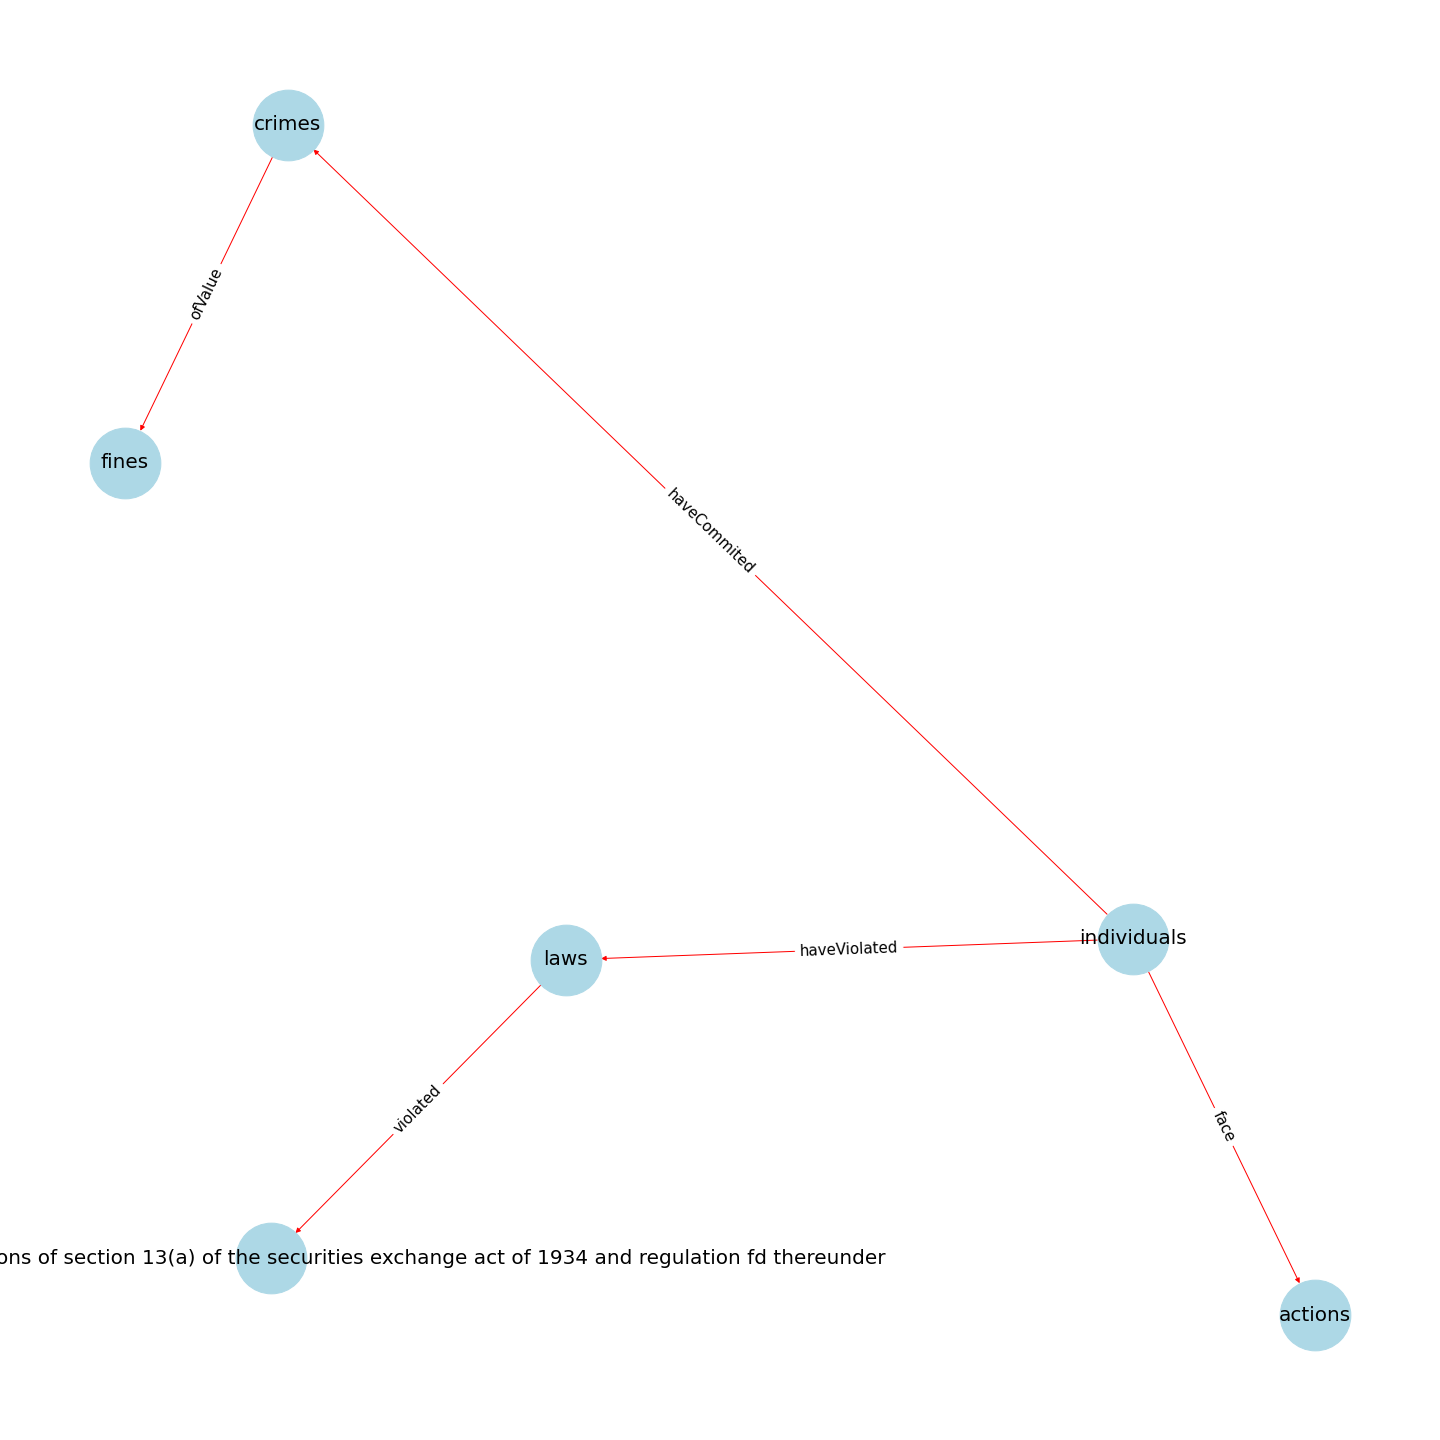 crimes
ofValue
fines
haveCommited
individuals
haveViolated
laws
violated
face
of section 13(a) of the securities exchange act of 1934 and regulation fd thereunder
actions